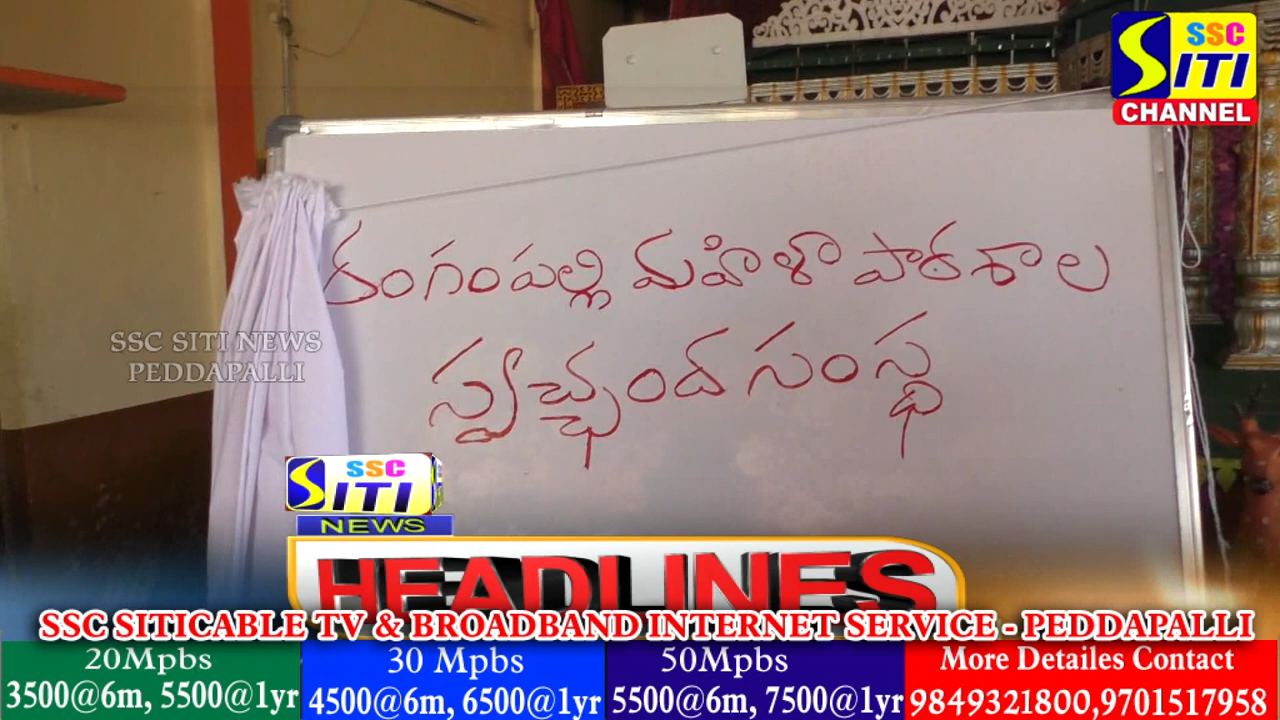 SSC
SITI
CHANNEL
రంగంపల్లి మహిళా పాఠశాల
స్వచ్ఛంద సంస్థ
SSC SITI NEWS
PEDDAPALLI
SSC
SITI
NEWS
HEADLINES
SSC SITICABLE TV & BROADBAND INTERNET SERVICE - PEDDAPALLI
20Mpbs 30 Mpbs 50Mpbs More Detailes Contact
3500@6m, 5500@1yr 4500@6m, 6500@1yr 5500@6m, 7500@1yr 9849321800,9701517958